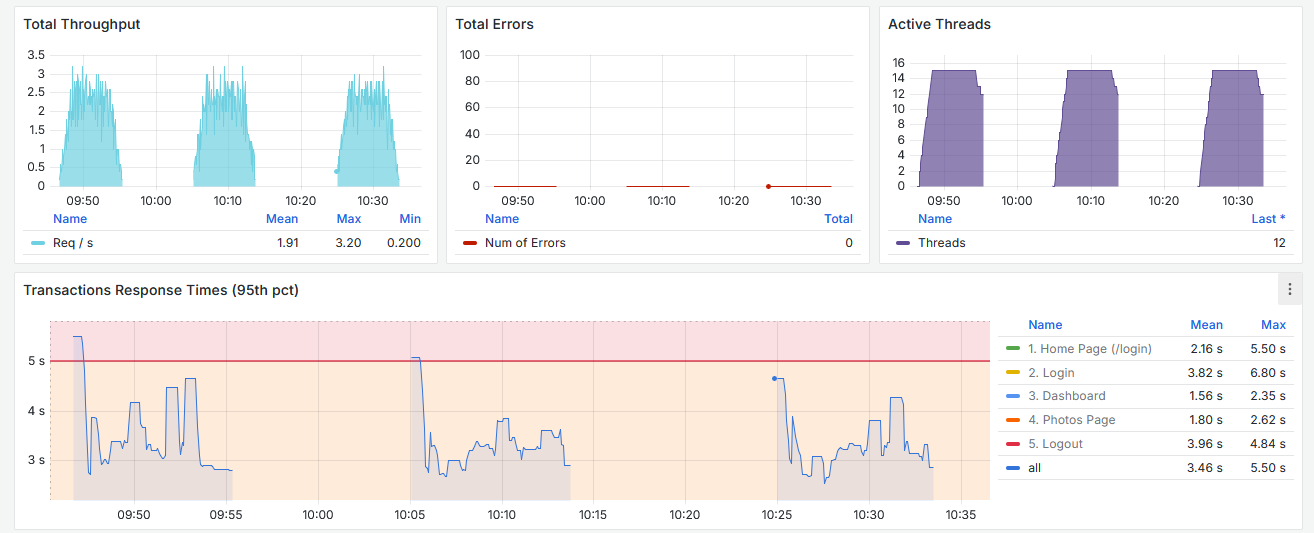 Total Throughput
3.5
3
2.5
2
1.5
1
0.5
0
09:50 10:00 10:10 10:20 10:30
Name Mean Max Min
Req / s 1.91 3.20 0.200
Total Errors
100
80
60
40
20
0
09:50 10:00 10:10 10:20 10:30
Name Total
Num of Errors 0
Active Threads
16
14
12
10
8
6
4
2
0
09:50 10:00 10:10 10:20 10:30
Name Last *
Threads 12
Transactions Response Times (95th pct)
5 s
4 s
3 s
09:50 09:55 10:00 10:05 10:10 10:15 10:20 10:25 10:30 10:35
Name Mean Max
1. Home Page (/login) 2.16 s 5.50 s
2. Login 3.82 s 6.80 s
3. Dashboard 1.56 s 2.35 s
4. Photos Page 1.80 s 2.62 s
5. Logout 3.96 s 4.84 s
all 3.46 s 5.50 s